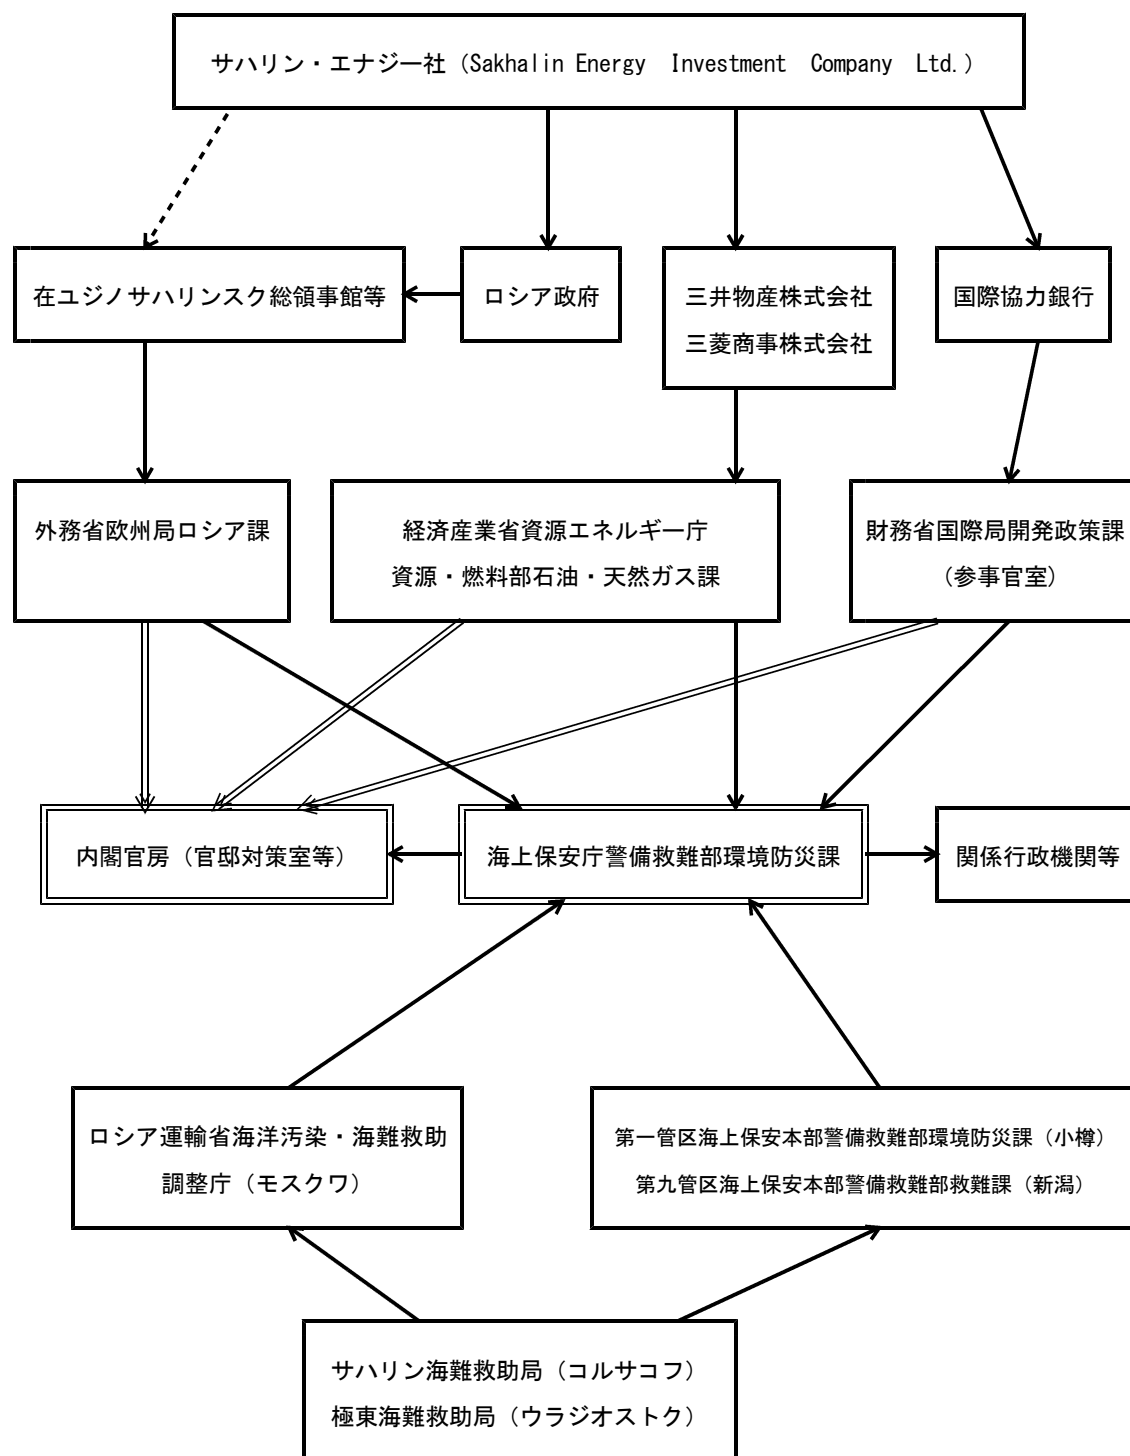 サハリン・エナジー社（Sakhalin Energy Investment Company Ltd.）
在ユジノサハリンスク総領事館等
ロシア政府
三井物産株式会社
三菱商事株式会社
国際協力銀行
外務省欧州局ロシア課
経済産業省資源エネルギー庁
資源・燃料部石油・天然ガス課
財務省国際局開発政策課
（参事官室）
内閣官房（官邸対策室等）
海上保安庁警備救難部環境防災課
関係行政機関等
ロシア運輸省海洋汚染・海難救助
調整庁（モスクワ）
第一管区海上保安本部警備救難部環境防災課（小樽）
第九管区海上保安本部警備救難部救難課（新潟）
サハリン海難救助局（コルサコフ）
極東海難救助局（ウラジオストク）